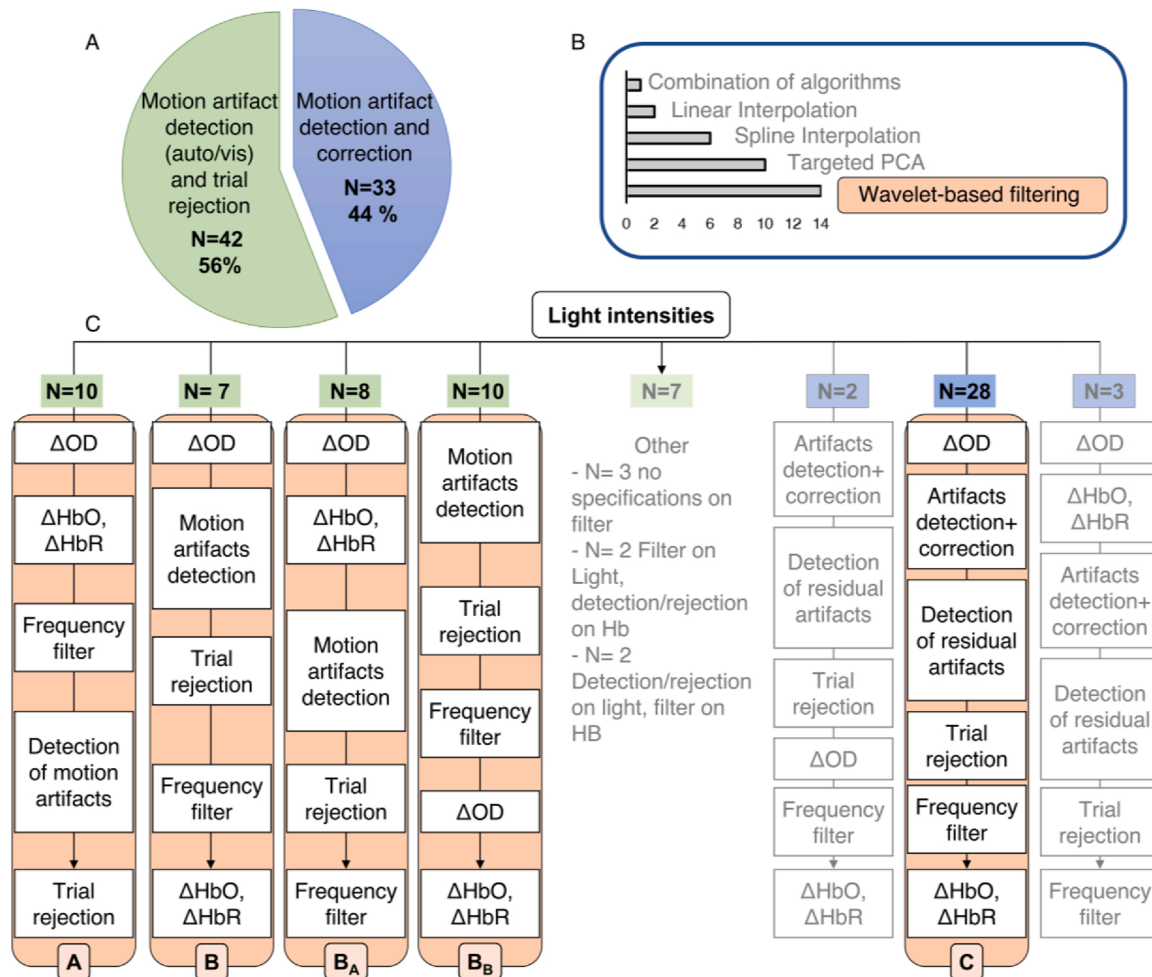 A
Motion artifact
detection
(auto/vis)
and trial
rejection
N=42
56%
Motion artifact
detection and
correction
N=33
44 %
B
Combination of algorithms
Linear Interpolation
Spline Interpolation
Targeted PCA
Wavelet-based filtering
0 2 4 6 8 10 12 14
C
Light intensities
N=10
ΔOD
ΔHbO,
ΔHbR
Frequency
filter
Detection
of motion
artifacts
Trial
rejection
A
N= 7
ΔOD
Motion
artifacts
detection
Trial
rejection
Frequency
filter
ΔHbO,
ΔHbR
B
N=8
ΔOD
ΔHbO,
ΔHbR
Motion
artifacts
detection
Trial
rejection
Frequency
filter
BA
N=10
Motion
artifacts
detection
Trial
rejection
Frequency
filter
ΔOD
ΔHbO,
ΔHbR
BB
N=7
Other
- N= 3 no
specifications on
filter
- N= 2 Filter on
Light,
detection/rejection
on Hb
- N= 2
Detection/rejection
on light, filter on
HB
N=2
Artifacts
detection+
correction
Detection
of residual
artifacts
Trial
rejection
ΔOD
Frequency
filter
ΔHbO,
ΔHbR
N=28
ΔOD
Artifacts
detection+
correction
Detection
of residual
artifacts
Trial
rejection
Frequency
filter
ΔHbO,
ΔHbR
C
N=3
ΔOD
ΔHbO,
ΔHbR
Artifacts
detection+
correction
Detection
of residual
artifacts
Trial
rejection
Frequency
filter